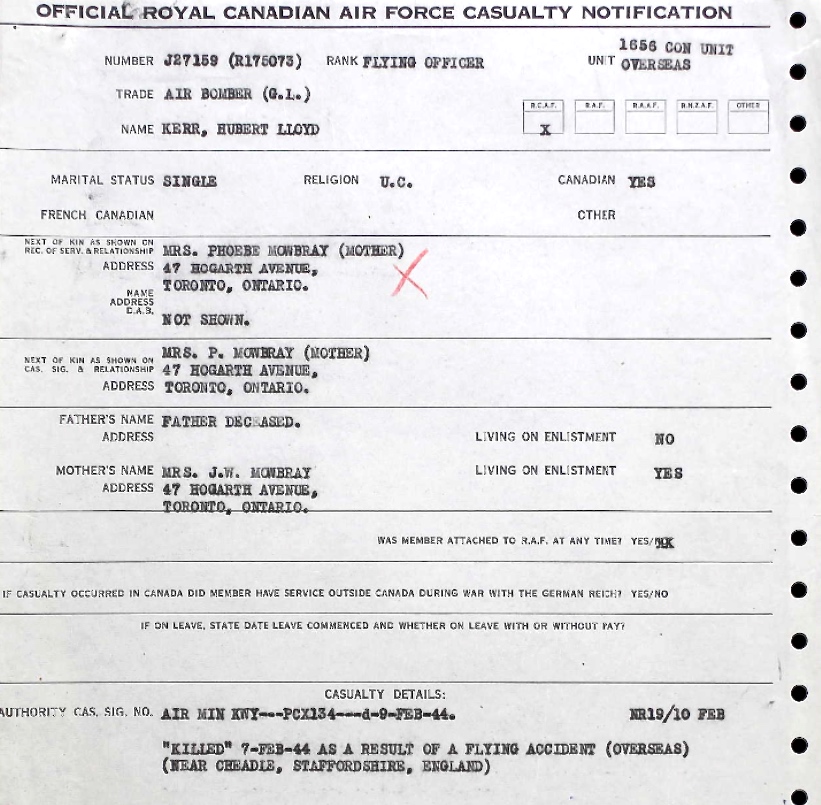 OFFICIAL ROYAL CANADIAN AIR FORCE CASUALTY NOTIFICATION
NUMBER J27159 (R175073) RANK FLYING OFFICER UNIT 1656 CON UNIT
OVERSEAS
TRADE AIR BOMBER (G.L.)
R.C.A.F. R.A.F. R.A.A.F. R.N.Z.A.F. OTHER
NAME KERR, HUBERT LLOYD X
MARITAL STATUS SINGLE RELIGION U.C. CANADIAN YES
FRENCH CANADIAN OTHER
NEXT OF KIN AS SHOWN ON
REC. OF SERV. & RELATIONSHIP MRS. PHOEBE MOWBRAY (MOTHER)
ADDRESS 47 HOGARTH AVENUE,
TORONTO, ONTARIO.
NAME
ADDRESS
D.A.B. NOT SHOWN.
NEXT OF KIN AS SHOWN ON MRS. P. MOWBRAY (MOTHER)
CAS. SIG. & RELATIONSHIP 47 HOGARTH AVENUE,
ADDRESS TORONTO, ONTARIO.
FATHER'S NAME FATHER DECEASED.
ADDRESS LIVING ON ENLISTMENT NO
MOTHER'S NAME MRS. J.W. MOWBRAY LIVING ON ENLISTMENT YES
ADDRESS 47 HOGARTH AVENUE,
TORONTO, ONTARIO.
WAS MEMBER ATTACHED TO R.A.F. AT ANY TIME? YES/
IF CASUALTY OCCURRED IN CANADA DID MEMBER HAVE SERVICE OUTSIDE CANADA DURING WAR WITH THE GERMAN REICH? YES/NO
IF ON LEAVE, STATE DATE LEAVE COMMENCED AND WHETHER ON LEAVE WITH OR WITHOUT PAY?
CASUALTY DETAILS:
AUTHORITY CAS. SIG. NO. AIR MIN KWY---PCX134---d-9-FEB-44. NR19/10 FEB
"KILLED" 7-FEB-44 AS A RESULT OF A FLYING ACCIDENT (OVERSEAS)
(NEAR CHEADLE, STAFFORDSHIRE, ENGLAND)